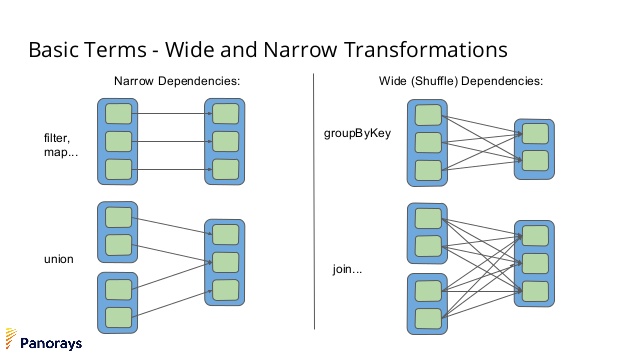 Basic Terms - Wide and Narrow Transformations
Narrow Dependencies:
filter,
map...
union
Wide (Shuffle) Dependencies:
groupByKey
join...
Panorays